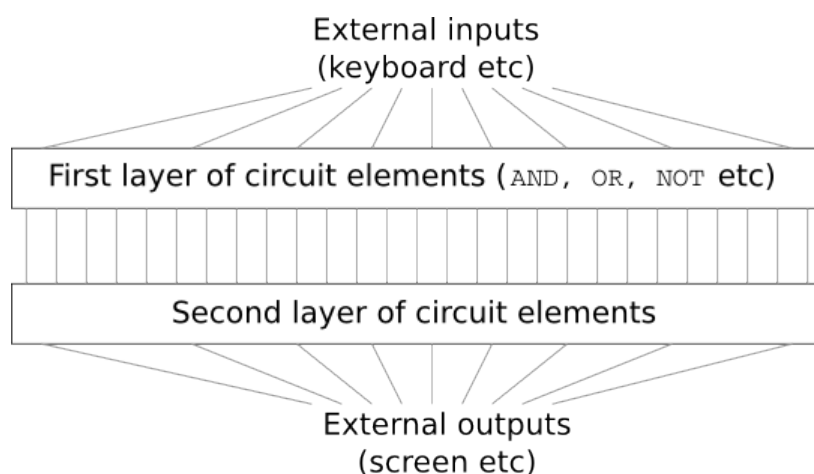 External inputs
(keyboard etc)
First layer of circuit elements (AND, OR, NOT etc)
Second layer of circuit elements
External outputs
(screen etc)